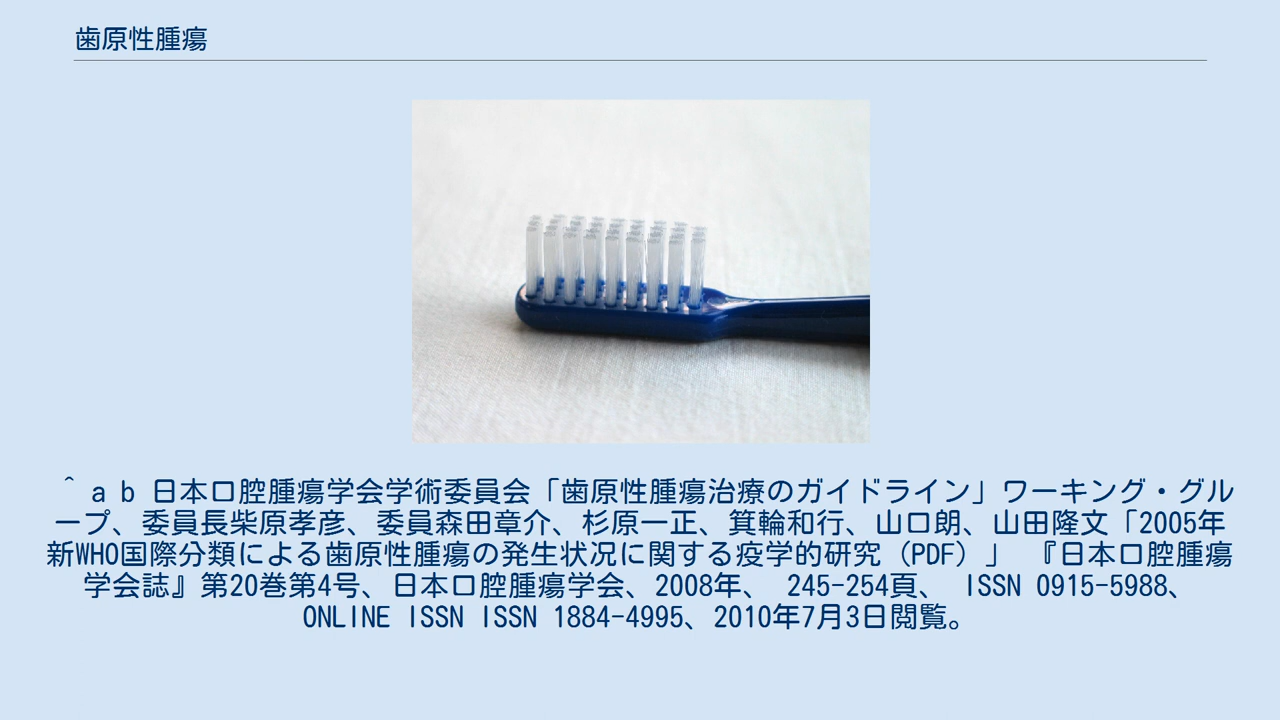 歯原性腫瘍
^ a b 日本口腔腫瘍学会学術委員会「歯原性腫瘍治療のガイドライン」ワーキング・グル
ープ、委員長柴原孝彦、委員森田章介、杉原一正、箕輪和行、山口朗、山田隆文「2005年
新WHO国際分類による歯原性腫瘍の発生状況に関する疫学的研究（PDF）」 『日本口腔腫瘍
学会誌』第20巻第4号、日本口腔腫瘍学会、2008年、 245-254頁、 ISSN 0915-5988、
ONLINE ISSN ISSN 1884-4995、2010年7月3日閲覧。